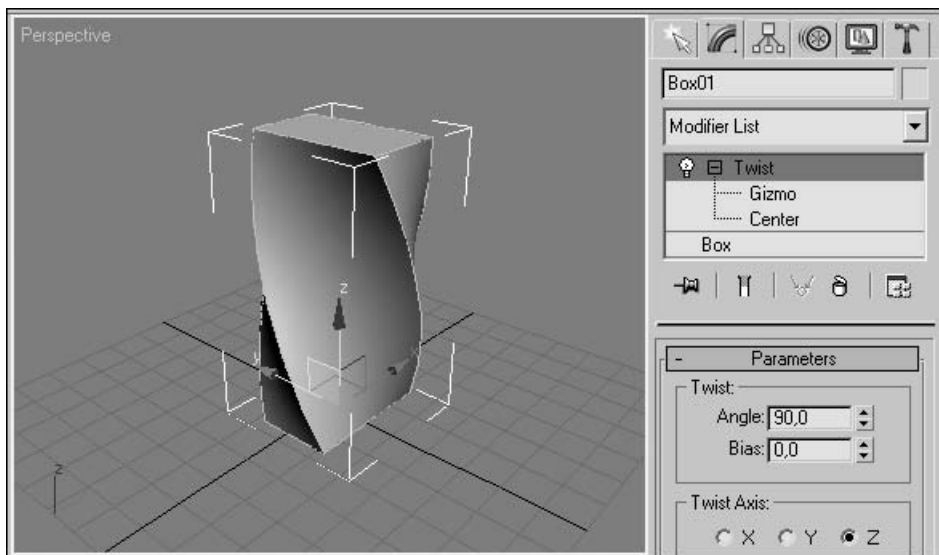 Perspective
z
z
Box01
Modifier List
Twist
Gizmo
Center
Box
Parameters
Twist:
Angle: 90,0
Bias: 0,0
Twist Axis:
X Y Z